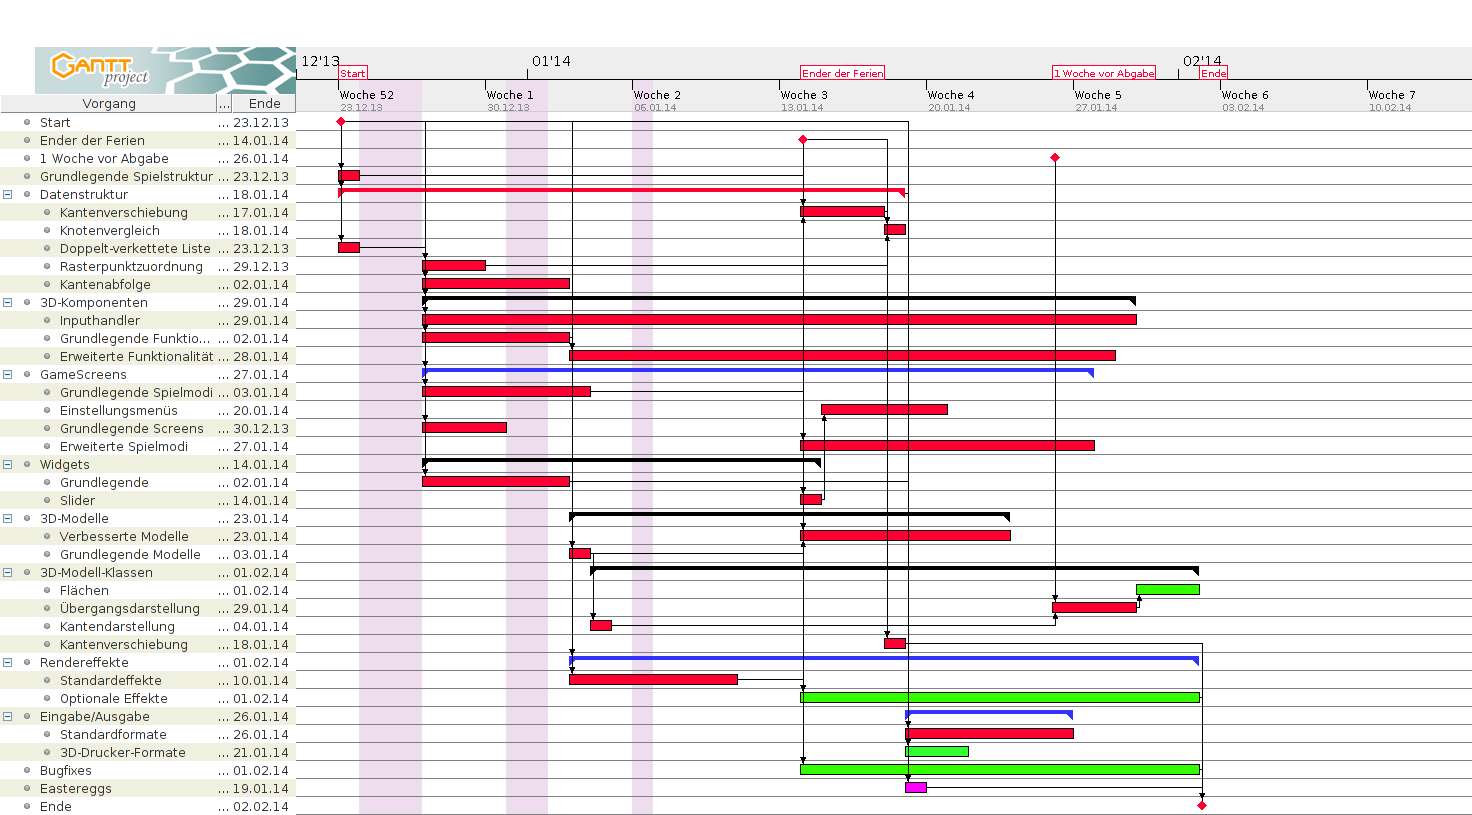 GANTT project
12'13 01'14 02'14
Start Ender der Ferien 1 Woche vor Abgabe Ende
Vorgang ... Ende
Woche 52 Woche 1 Woche 2 Woche 3 Woche 4 Woche 5 Woche 6 Woche 7
23.12.13 30.12.13 06.01.14 13.01.14 20.01.14 27.01.14 03.02.14 10.02.14
Start ... 23.12.13
Ender der Ferien ... 14.01.14
1 Woche vor Abgabe ... 26.01.14
Grundlegende Spielstruktur ... 23.12.13
Datenstruktur ... 18.01.14
Kantenverschiebung ... 17.01.14
Knotenvergleich ... 18.01.14
Doppelt-verkettete Liste ... 23.12.13
Rasterpunktzuordnung ... 29.12.13
Kantenabfolge ... 02.01.14
3D-Komponenten ... 29.01.14
Inputhandler ... 29.01.14
Grundlegende Funktio... ... 02.01.14
Erweiterte Funktionalität ... 28.01.14
GameScreens ... 27.01.14
Grundlegende Spielmodi ... 03.01.14
Einstellungsmenüs ... 20.01.14
Grundlegende Screens ... 30.12.13
Erweiterte Spielmodi ... 27.01.14
Widgets ... 14.01.14
Grundlegende ... 02.01.14
Slider ... 14.01.14
3D-Modelle ... 23.01.14
Verbesserte Modelle ... 23.01.14
Grundlegende Modelle ... 03.01.14
3D-Modell-Klassen ... 01.02.14
Flächen ... 01.02.14
Übergangsdarstellung ... 29.01.14
Kantendarstellung ... 04.01.14
Kantenverschiebung ... 18.01.14
Rendereffekte ... 01.02.14
Standardeffekte ... 10.01.14
Optionale Effekte ... 01.02.14
Eingabe/Ausgabe ... 26.01.14
Standardformate ... 26.01.14
3D-Drucker-Formate ... 21.01.14
Bugfixes ... 01.02.14
Eastereggs ... 19.01.14
Ende ... 02.02.14